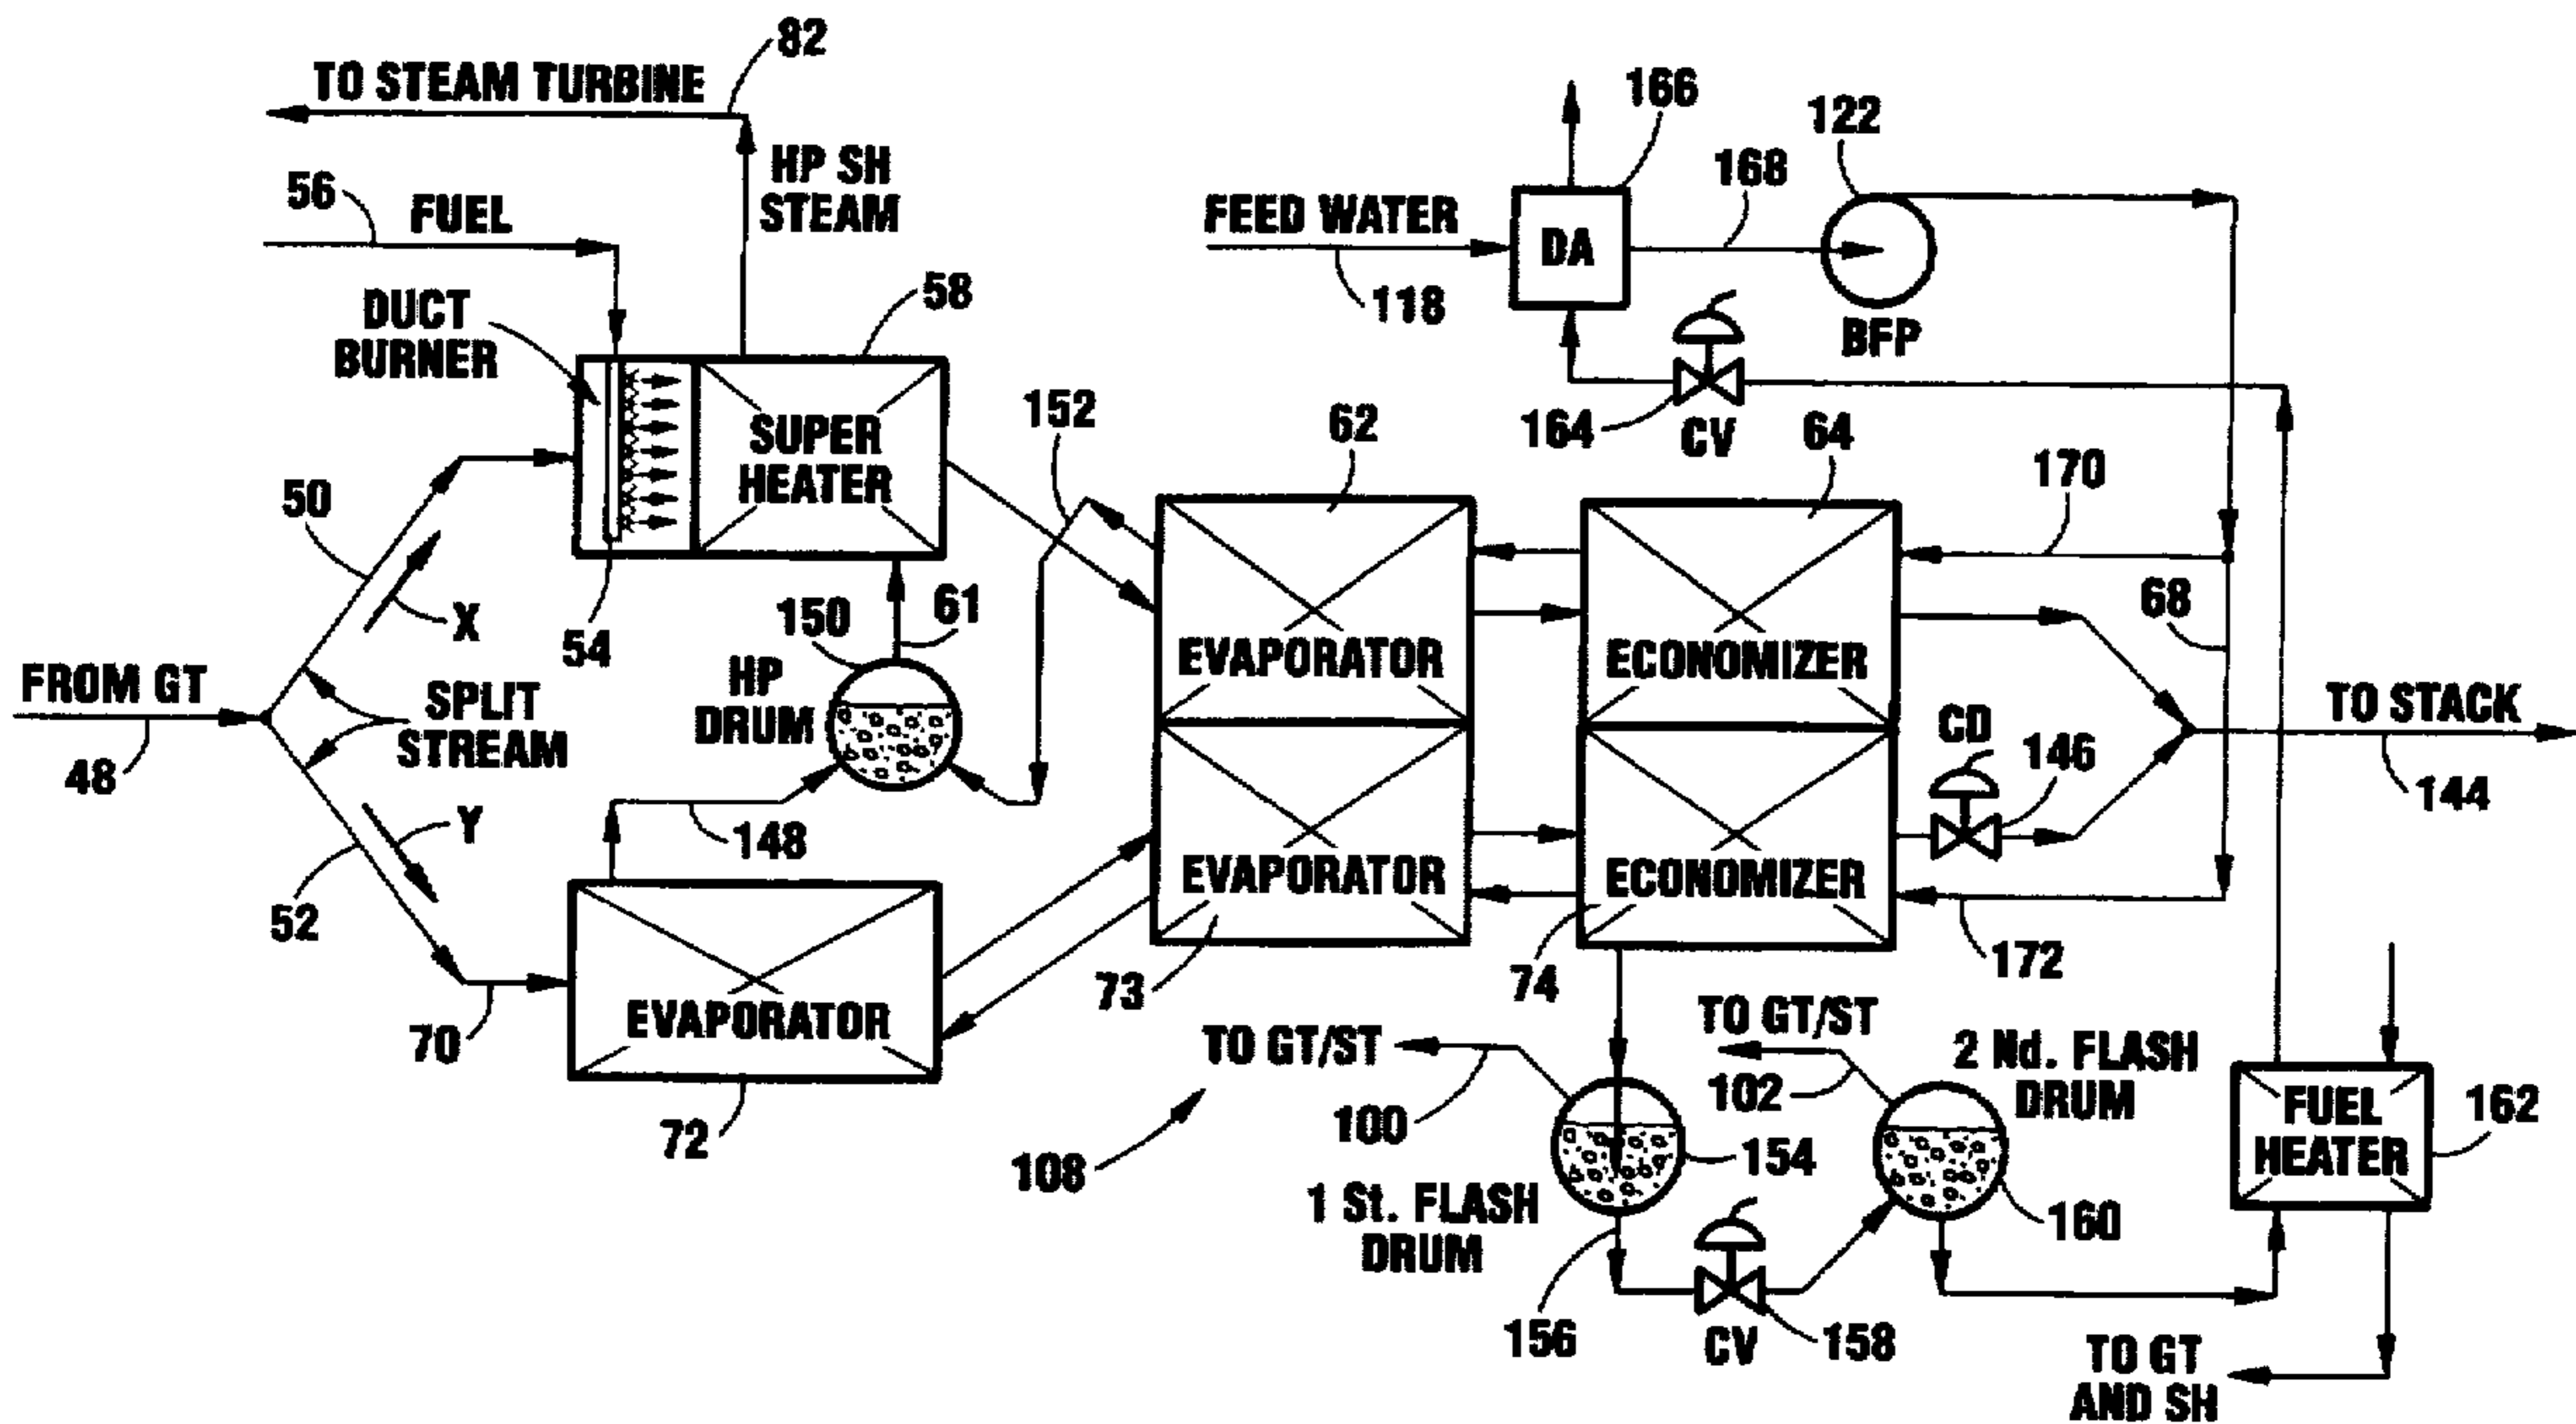 82
TO STEAM TURBINE
HP SH
STEAM
56
FUEL
DUCT
BURNER
58
SUPER
HEATER
50
X
54
FROM GT
48
SPLIT
STREAM
Y
52
70
150
61
HP
DRUM
148
EVAPORATOR
72
152
62
EVAPORATOR
EVAPORATOR
73
166
122
168
FEED WATER
118
DA
BFP
164
CV
64
170
ECONOMIZER
ECONOMIZER
74
68
CD
146
TO STACK
144
172
TO GT/ST
100
108
TO GT/ST
102
2 Nd. FLASH
DRUM
154
1 St. FLASH
DRUM
156
CV
158
160
FUEL
HEATER
162
TO GT
AND SH